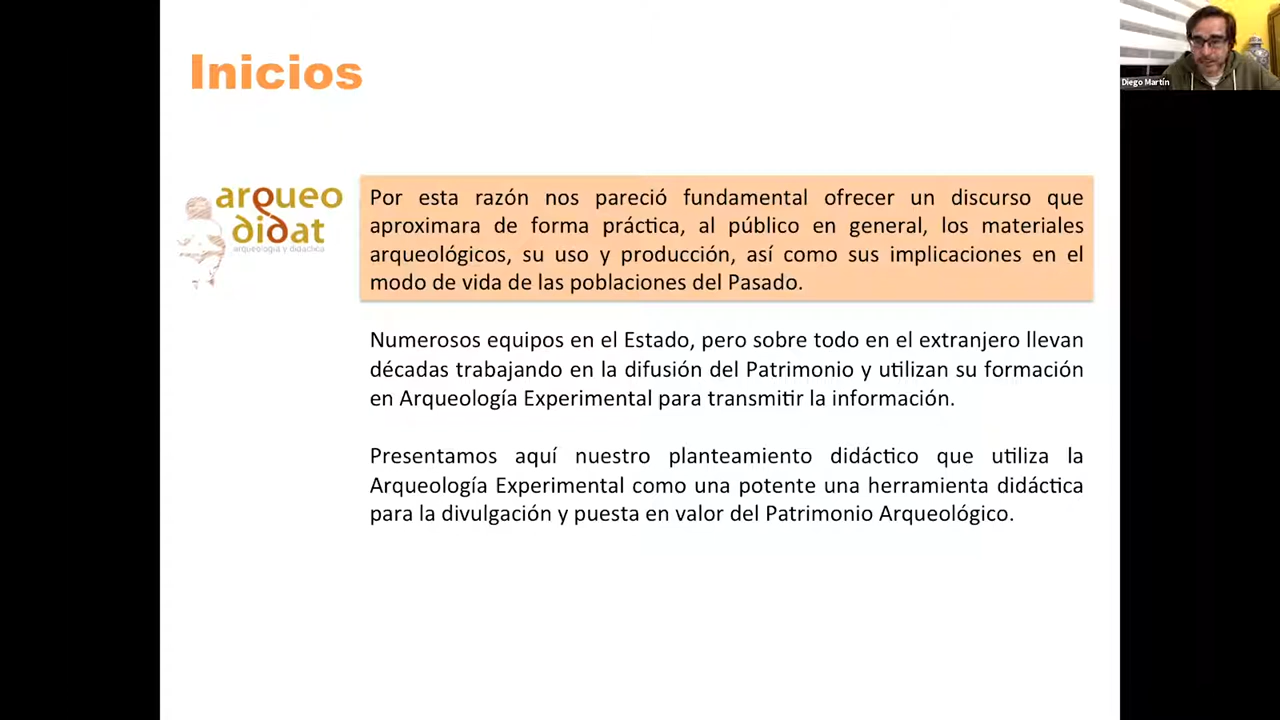 Inicios
Diego Martín
arqueo
didat
arqueología y didáctica
Por esta razón nos pareció fundamental ofrecer un discurso que
aproximara de forma práctica, al público en general, los materiales
arqueológicos, su uso y producción, así como sus implicaciones en el
modo de vida de las poblaciones del Pasado.
Numerosos equipos en el Estado, pero sobre todo en el extranjero llevan
décadas trabajando en la difusión del Patrimonio y utilizan su formación
en Arqueología Experimental para transmitir la información.
Presentamos aquí nuestro planteamiento didáctico que utiliza la
Arqueología Experimental como una potente una herramienta didáctica
para la divulgación y puesta en valor del Patrimonio Arqueológico.